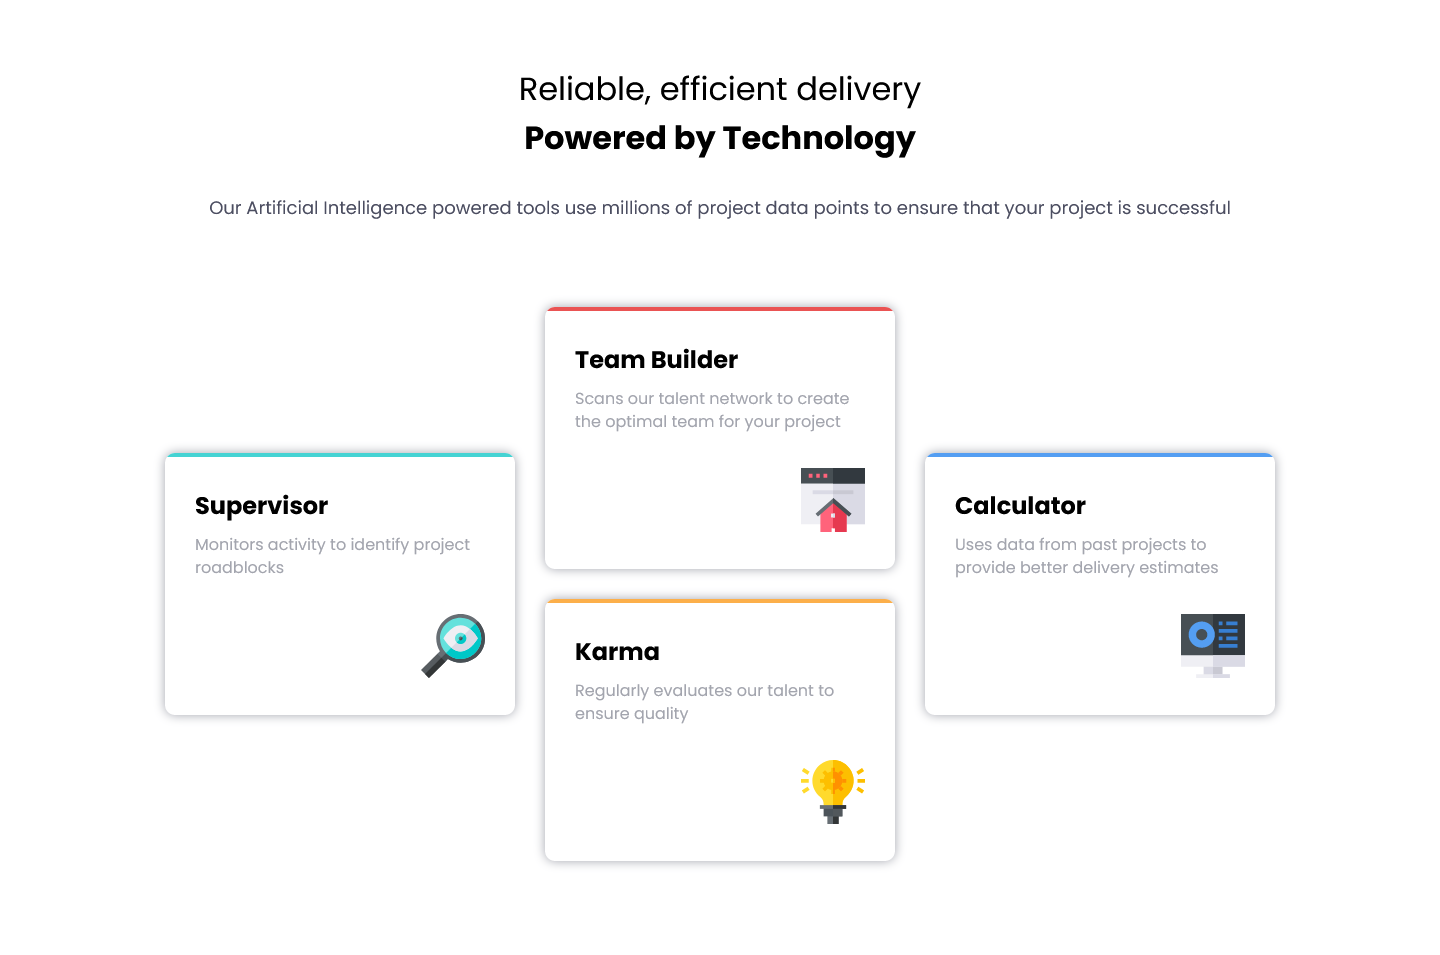 Reliable, efficient delivery
Powered by Technology
Our Artificial Intelligence powered tools use millions of project data points to ensure that your project is successful
Supervisor
Monitors activity to identify project
roadblocks
Team Builder
Scans our talent network to create
the optimal team for your project
Karma
Regularly evaluates our talent to
ensure quality
Calculator
Uses data from past projects to
provide better delivery estimates